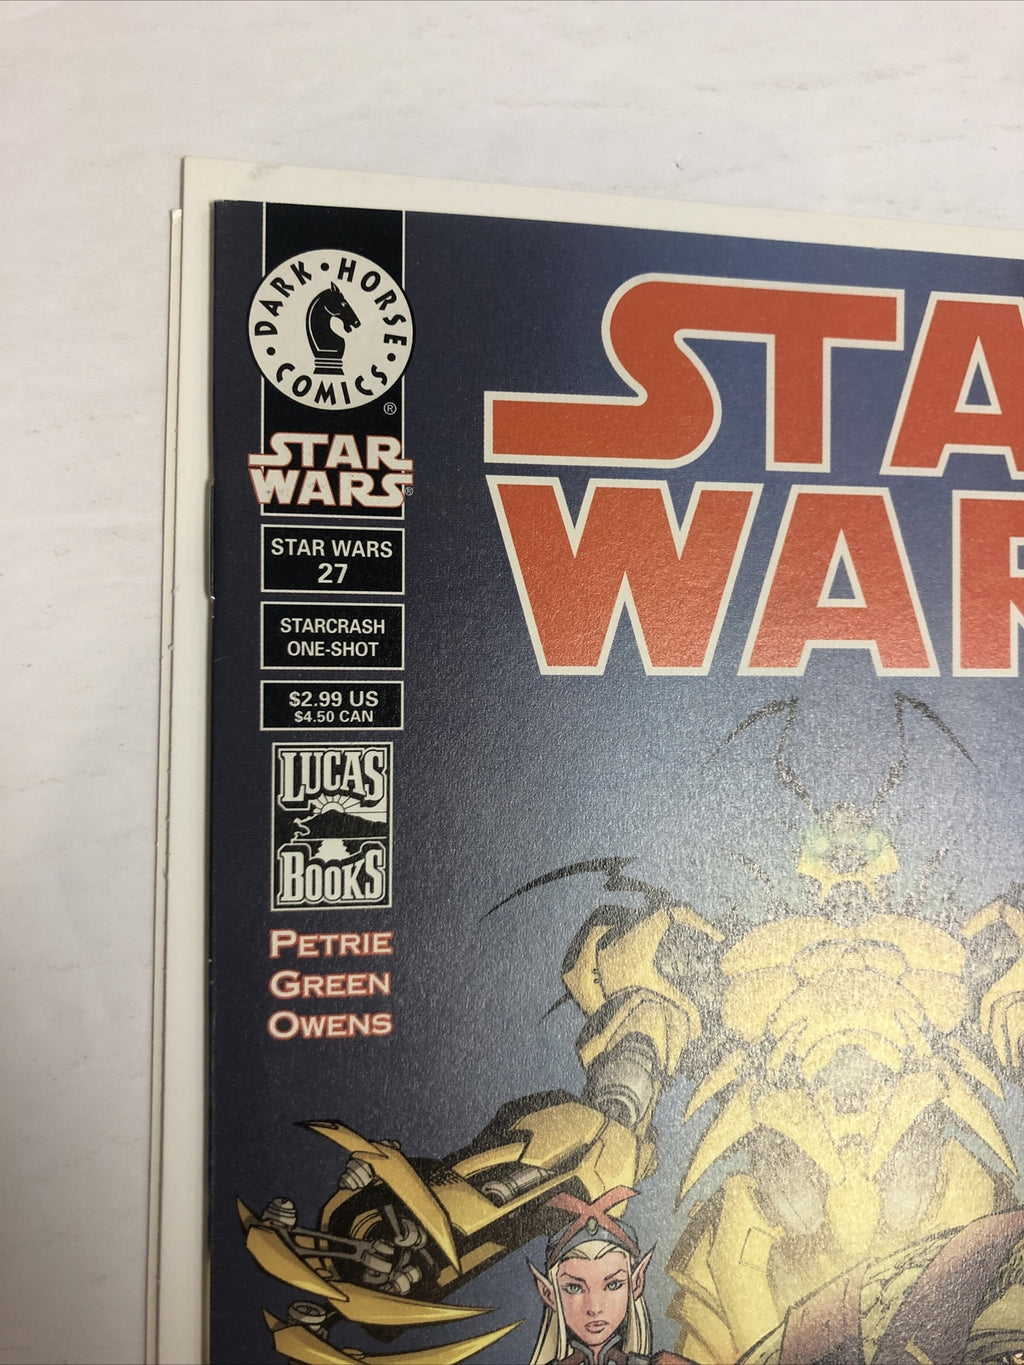 DARK • HORSE
• COMICS •
®
STAR
WARS®
STAR WARS
27
STARCRASH
ONE-SHOT
$2.99 US
$4.50 CAN
LUCAS
BOOKS
PETRIE
GREEN
OWENS
STA
WAR